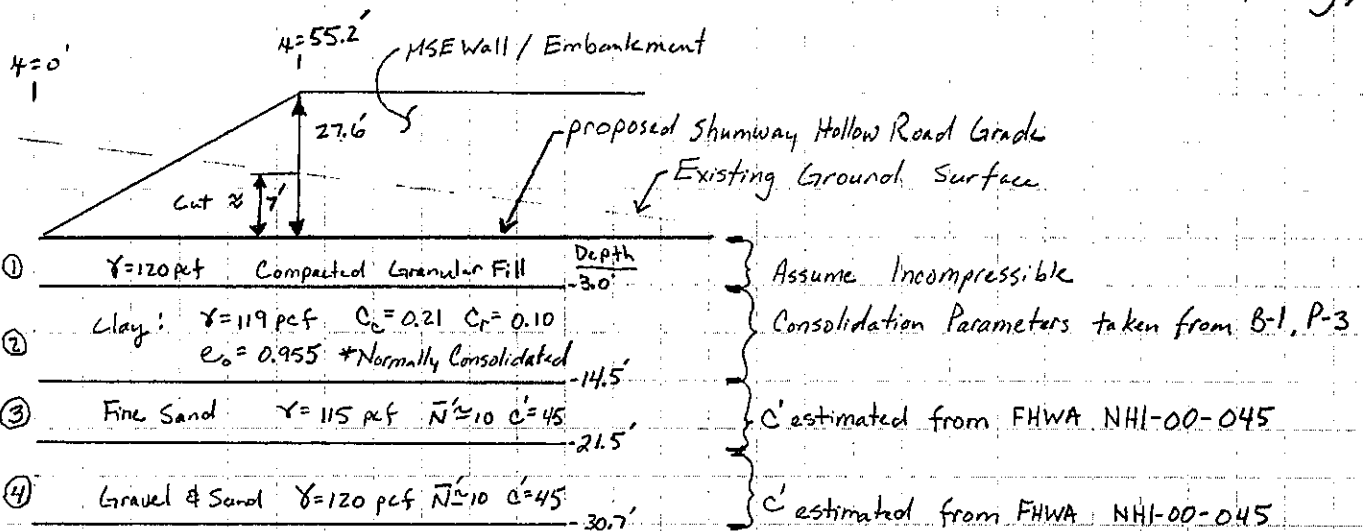 ④=55.2'
④=0'
MSE Wall / Embankment
27.6'
proposed Shumway Hollow Road Grade
Existing Ground Surface
Cut ≈ 7'
① γ=120 pcf Compacted Granular Fill Depth -3.0'
Assume Incompressible
② Clay: γ=119 pcf Cc=0.21 Cr=0.10
e₀=0.955 *Normally Consolidated -14.5'
Consolidation Parameters taken from B-1, P-3
③ Fine Sand γ=115 pcf N̄'≈10 C'=45 -21.5'
C' estimated from FHWA NHI-00-045
④ Gravel & Sand γ=120 pcf N̄'≈10 C'=45 -30.7'
C' estimated from FHWA NHI-00-045